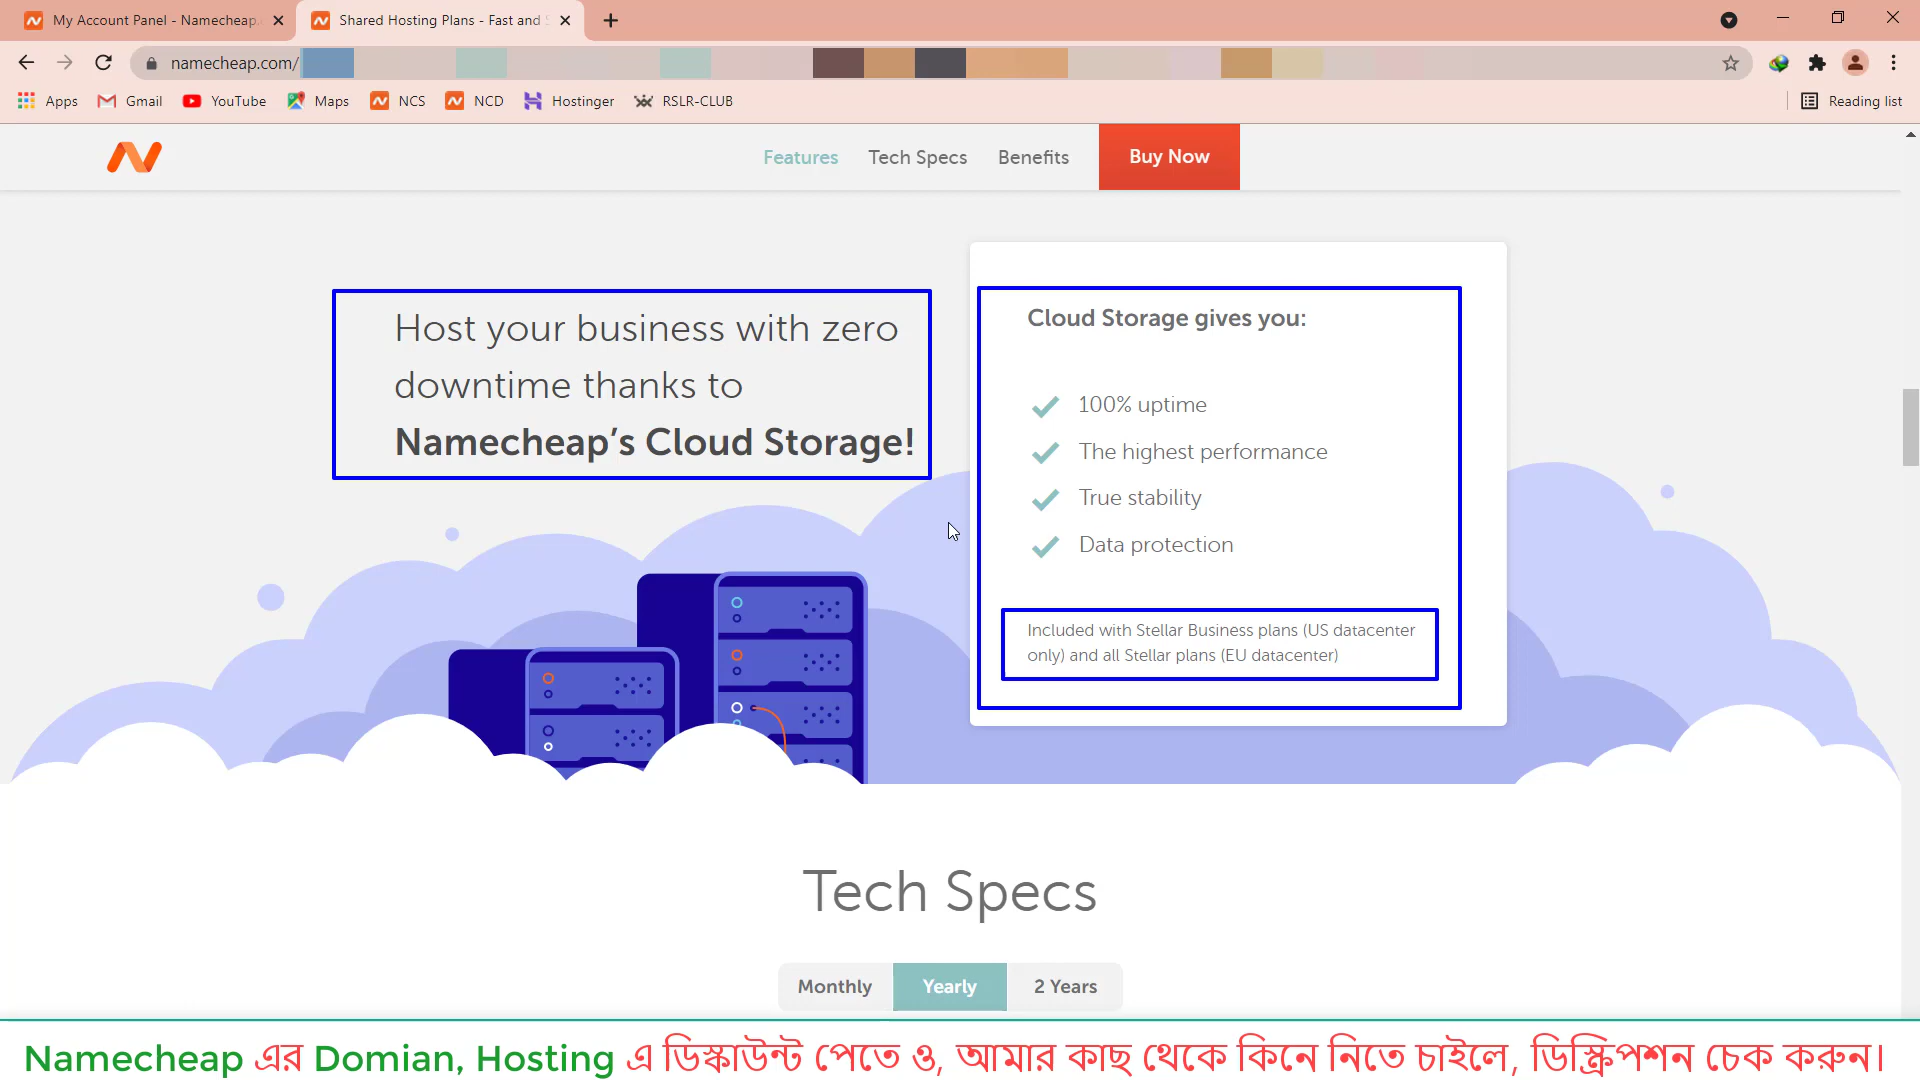 My Account Panel - Namecheap.
Shared Hosting Plans - Fast and
namecheap.com/
Apps
Gmail
YouTube
Maps
NCS
NCD
Hostinger
RSLR-CLUB
Reading list
Features
Tech Specs
Benefits
Buy Now
Host your business with zero
downtime thanks to
Namecheap's Cloud Storage!
Cloud Storage gives you:
100% uptime
The highest performance
True stability
Data protection
Included with Stellar Business plans (US datacenter
only) and all Stellar plans (EU datacenter)
Tech Specs
Monthly
Yearly
2 Years
Namecheap এর Domian, Hosting এ ডিস্কাউন্ট পেতে ও, আমার কাছ থেকে কিনে নিতে চাইলে, ডিস্ক্রিপশন চেক করুন।